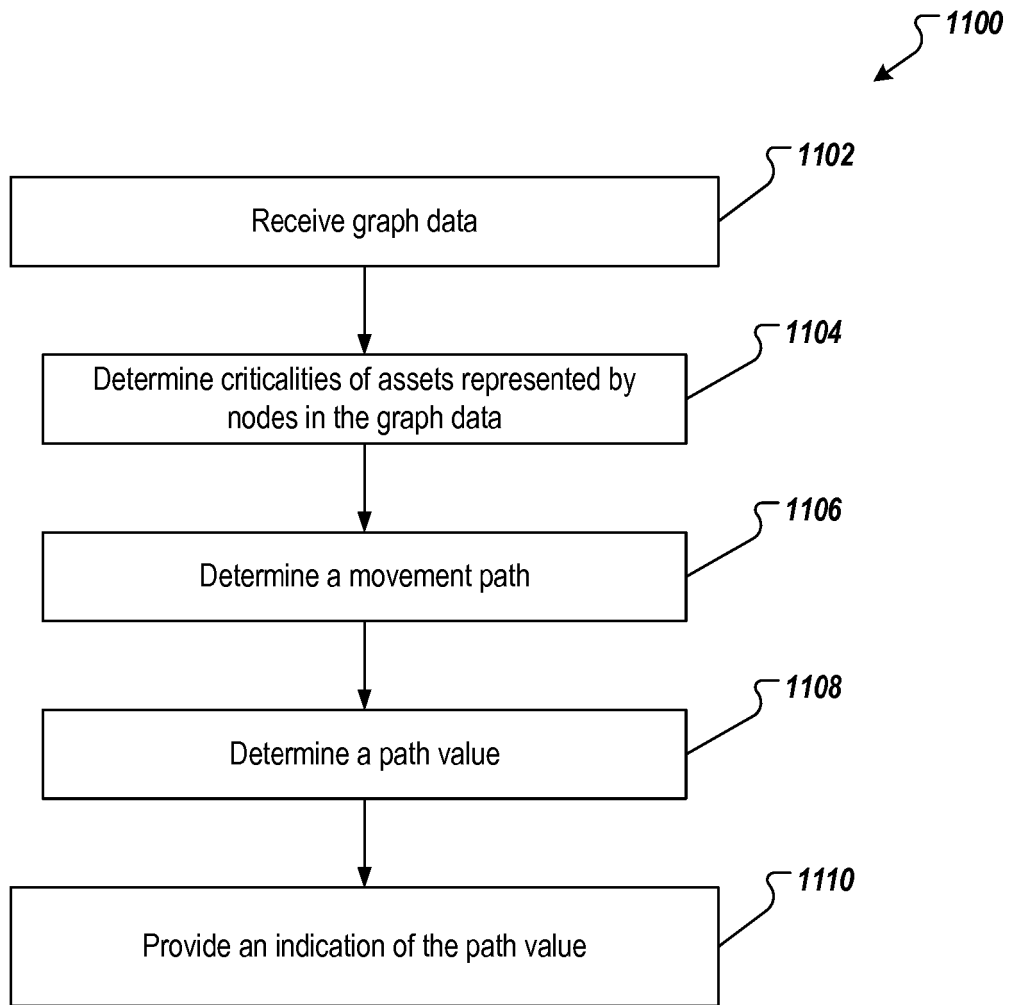 1100
1102
Receive graph data
1104
Determine criticalities of assets represented by
nodes in the graph data
1106
Determine a movement path
1108
Determine a path value
1110
Provide an indication of the path value